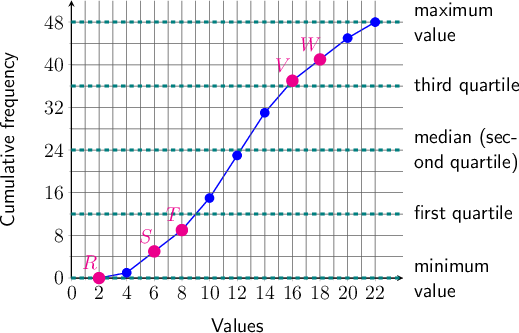 maximum
value
third quartile
median (sec-
ond quartile)
first quartile
minimum
value
Cumulative frequency
48
40
32
24
16
8
0
R
S
T
V
W
0 2 4 6 8 10 12 14 16 18 20 22
Values